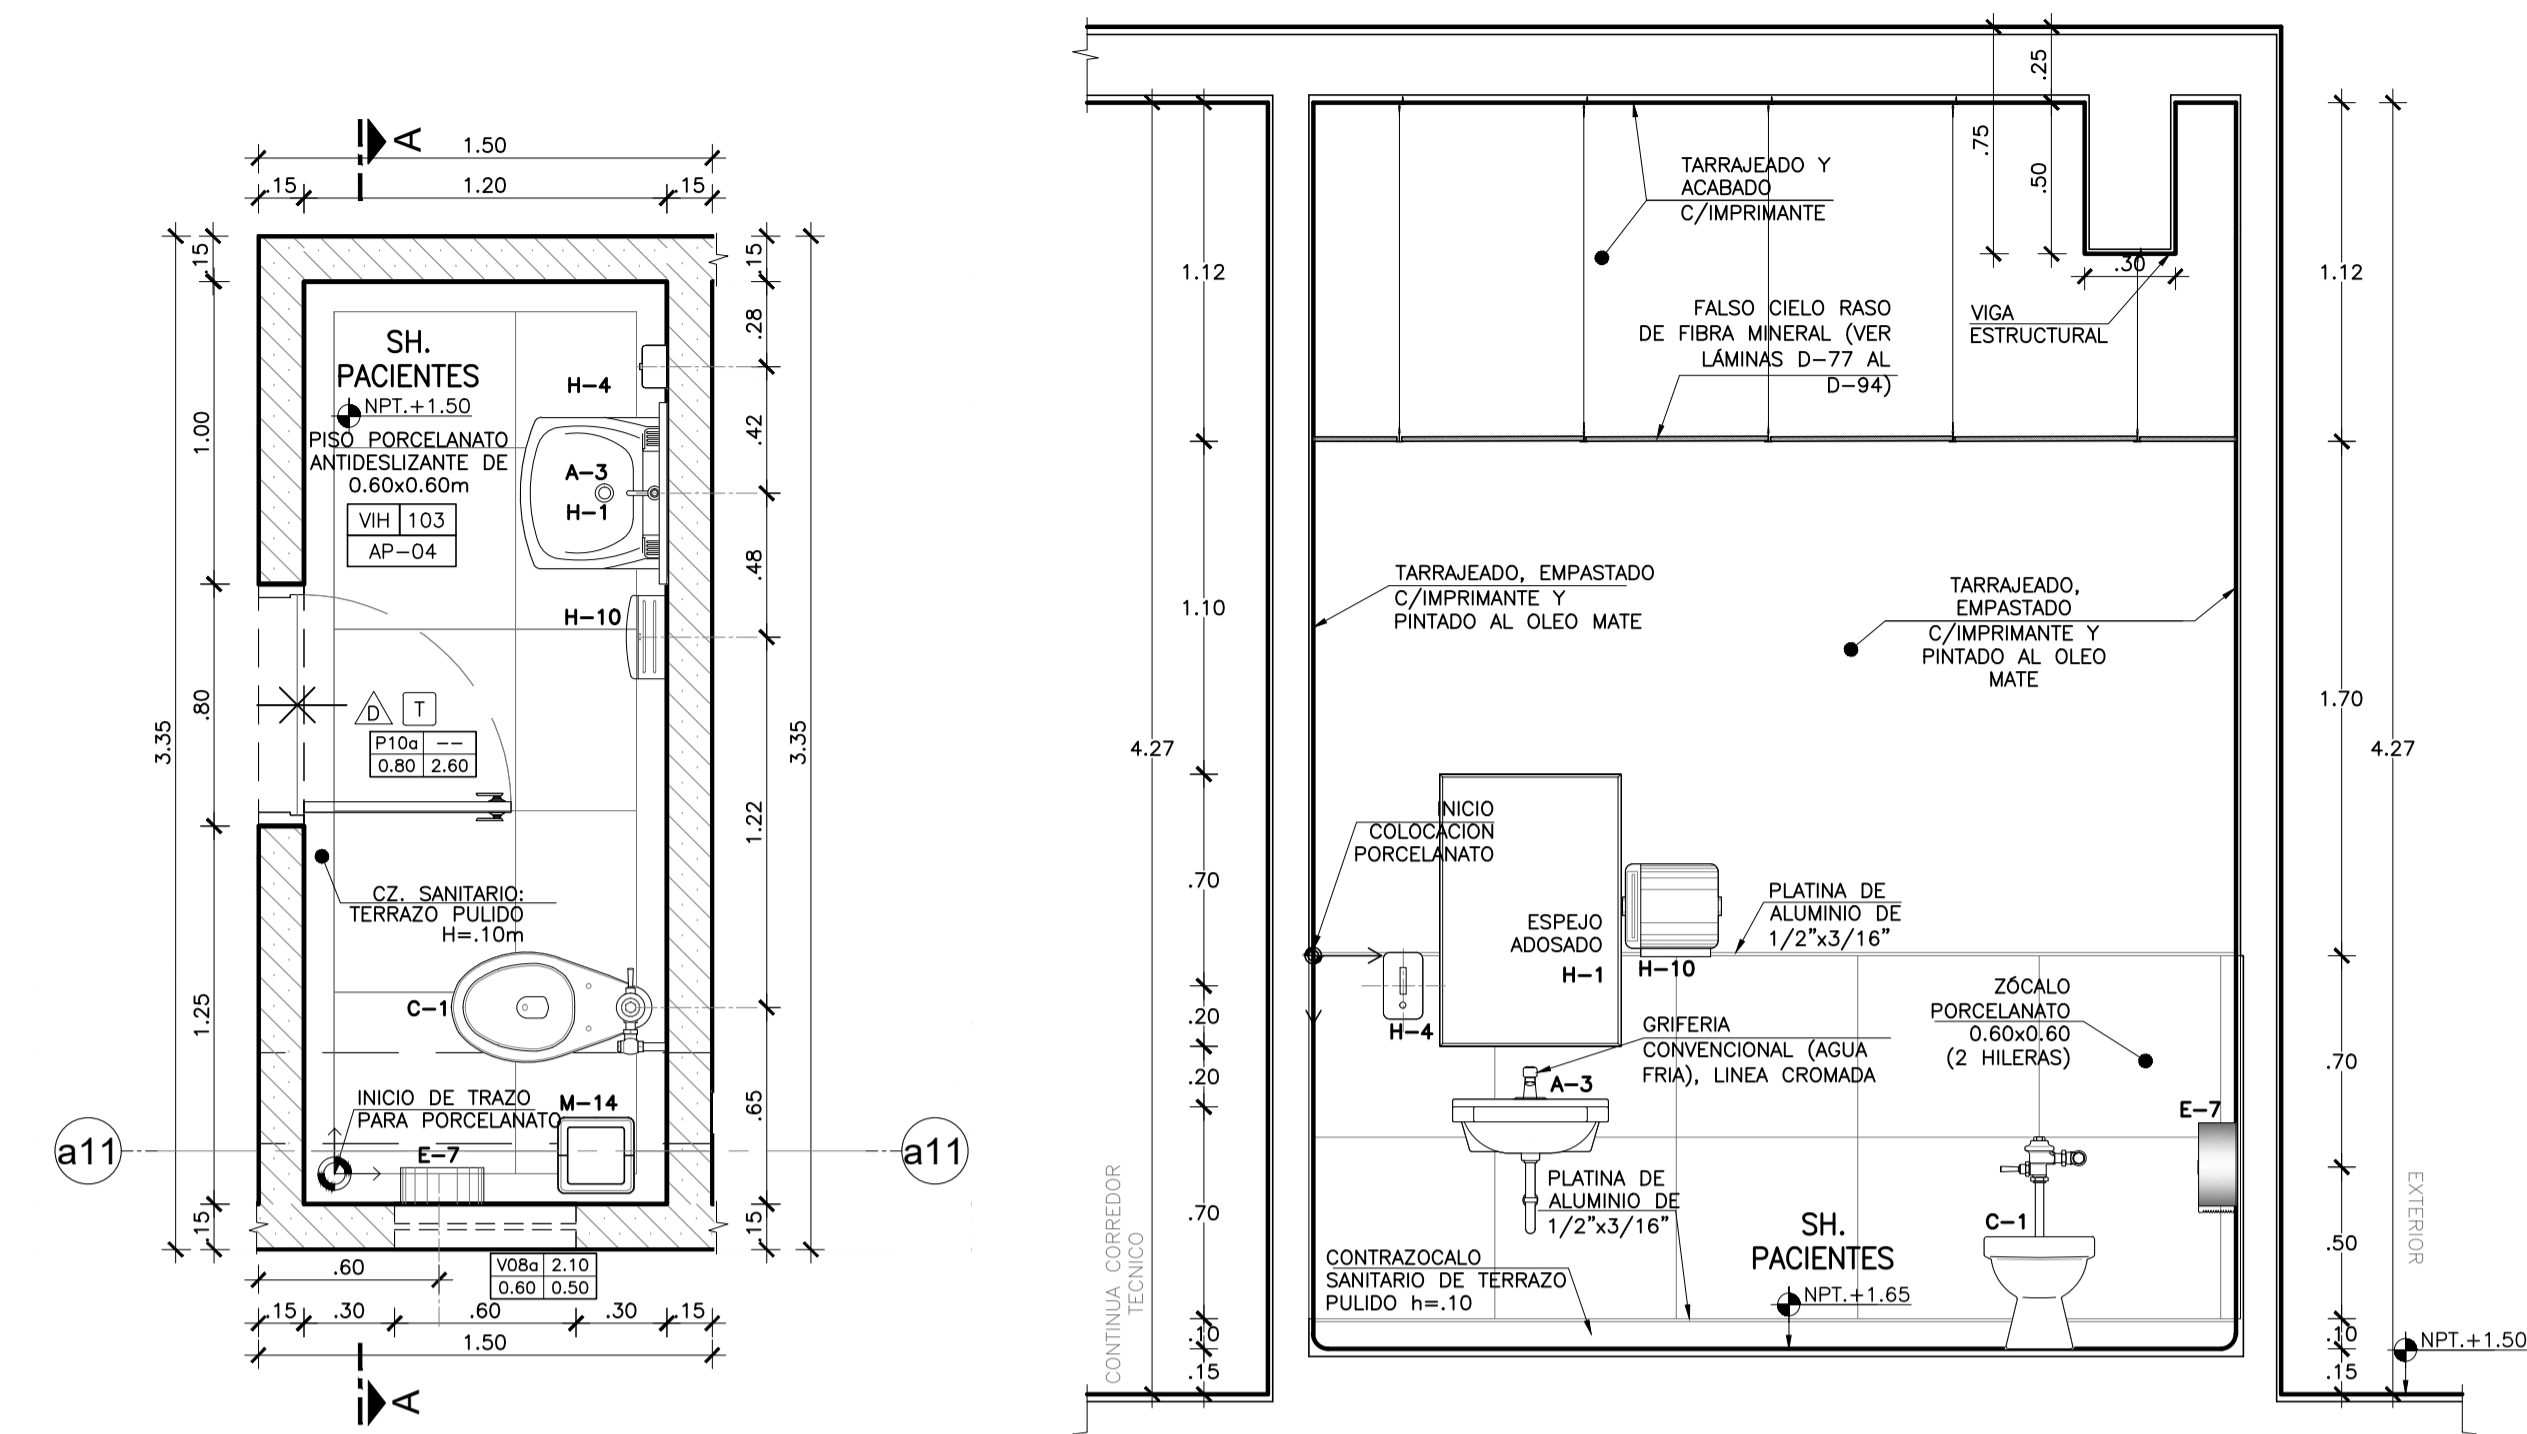 A
1.50
.15
1.20
.15
.15
1.00
.80
1.25
.15
3.35
SH.
PACIENTES
NPT.+1.50
PISO PORCELANATO
ANTIDESLIZANTE DE
0.60x0.60m
VIH 103
AP-04
H-4
A-3
H-1
H-10
D
T
P10a --
0.80 2.60
CZ. SANITARIO:
TERRAZO PULIDO
H=.10m
C-1
INICIO DE TRAZO
PARA PORCELANATO
M-14
E-7
a11
a11
.15
.28
.42
.48
1.22
.65
.15
3.35
.60
V08a 2.10
0.60 0.50
.15
.30
.60
.30
.15
1.50
A
.25
.75
.50
.30
TARRAJEADO Y
ACABADO
C/IMPRIMANTE
FALSO CIELO RASO
DE FIBRA MINERAL (VER
LÁMINAS D-77 AL
D-94)
VIGA
ESTRUCTURAL
1.12
1.10
.70
.20
.20
.70
.10
.15
4.27
TARRAJEADO, EMPASTADO
C/IMPRIMANTE Y
PINTADO AL OLEO MATE
TARRAJEADO,
EMPASTADO
C/IMPRIMANTE Y
PINTADO AL OLEO
MATE
INICIO
COLOCACION
PORCELANATO
ESPEJO
ADOSADO
H-1
H-10
H-4
PLATINA DE
ALUMINIO DE
1/2"x3/16"
ZÓCALO
PORCELANATO
0.60x0.60
(2 HILERAS)
GRIFERIA
CONVENCIONAL (AGUA
FRIA), LINEA CROMADA
A-3
E-7
PLATINA DE
ALUMINIO DE
1/2"x3/16"
C-1
SH.
PACIENTES
NPT.+1.65
CONTRAZOCALO
SANITARIO DE TERRAZO
PULIDO h=.10
CONTINUA CORREDOR
TECNICO
1.12
1.70
.70
.50
.10
.15
4.27
EXTERIOR
NPT.+1.50